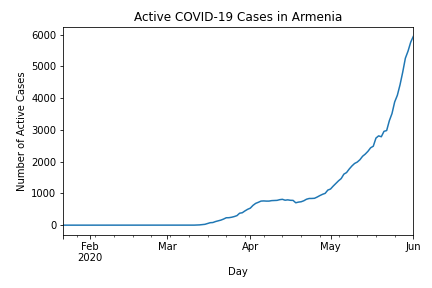 Active COVID-19 Cases in Armenia
Number of Active Cases
6000
5000
4000
3000
2000
1000
0
Feb
2020
Mar
Apr
May
Jun
Day